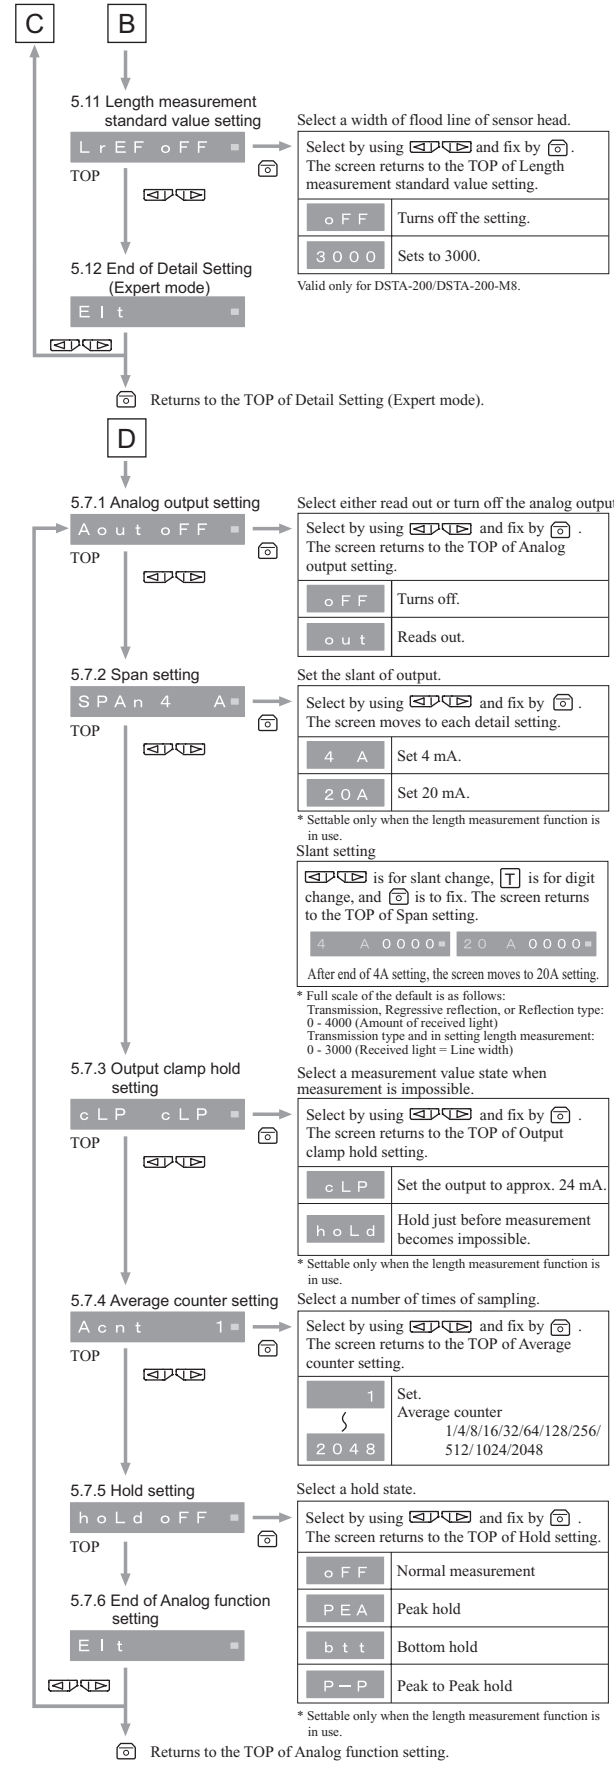 C
B
5.11 Length measurement
standard value setting
LrEF oFF
TOP
Select a width of flood line of sensor head.
Select by using and fix by .
The screen returns to the TOP of Length
measurement standard value setting.
oFF Turns off the setting.
3000 Sets to 3000.
Valid only for DSTA-200/DSTA-200-M8.
5.12 End of Detail Setting
(Expert mode)
EIt
Returns to the TOP of Detail Setting (Expert mode).
D
5.7.1 Analog output setting
Aout oFF
TOP
Select either read out or turn off the analog output
Select by using and fix by .
The screen returns to the TOP of Analog
output setting.
oFF Turns off.
out Reads out.
5.7.2 Span setting
SPAn 4 A
TOP
Set the slant of output.
Select by using and fix by .
The screen moves to each detail setting.
4 A Set 4 mA.
20A Set 20 mA.
* Settable only when the length measurement function is
in use.
Slant setting
is for slant change, T is for digit
change, and is to fix. The screen returns
to the TOP of Span setting.
4 A 0000 20 A 0000
After end of 4A setting, the screen moves to 20A setting.
* Full scale of the default is as follows:
Transmission, Regressive reflection, or Reflection type:
0 - 4000 (Amount of received light)
Transmission type and in setting length measurement:
0 - 3000 (Received light = Line width)
5.7.3 Output clamp hold
setting
cLP cLP
TOP
Select a measurement value state when
measurement is impossible.
Select by using and fix by .
The screen returns to the TOP of Output
clamp hold setting.
cLP Set the output to approx. 24 mA.
hoLd Hold just before measurement
becomes impossible.
* Settable only when the length measurement function is
in use.
5.7.4 Average counter setting
Acnt 1
TOP
Select a number of times of sampling.
Select by using and fix by .
The screen returns to the TOP of Average
counter setting.
1
2048
Set.
Average counter
1/4/8/16/32/64/128/256/
512/1024/2048
5.7.5 Hold setting
hoLd oFF
TOP
Select a hold state.
Select by using and fix by .
The screen returns to the TOP of Hold setting.
oFF Normal measurement
PEA Peak hold
btt Bottom hold
P—P Peak to Peak hold
* Settable only when the length measurement function is
in use.
5.7.6 End of Analog function
setting
EIt
Returns to the TOP of Analog function setting.